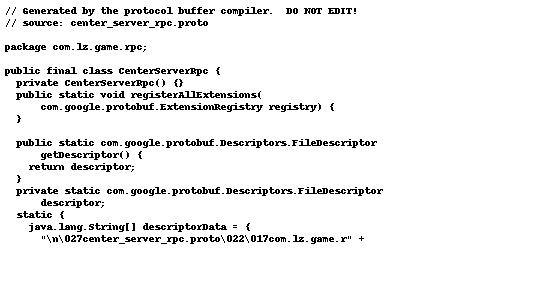 // Generated by the protocol buffer compiler.  DO NOT EDIT!
// source: center_server_rpc.proto
package com.lz.game.rpc;
public final class CenterServerRpc {
private CenterServerRpc() {}
public static void registerAllExtensions(
com.google.protobuf.ExtensionRegistry registry) {
}
public static com.google.protobuf.Descriptors.FileDescriptor
getDescriptor() {
return descriptor;
}
private static com.google.protobuf.Descriptors.FileDescriptor
descriptor;
static {
java.lang.String[] descriptorData = {
"\n\027center_server_rpc.proto\022\017com.lz.game.r" +